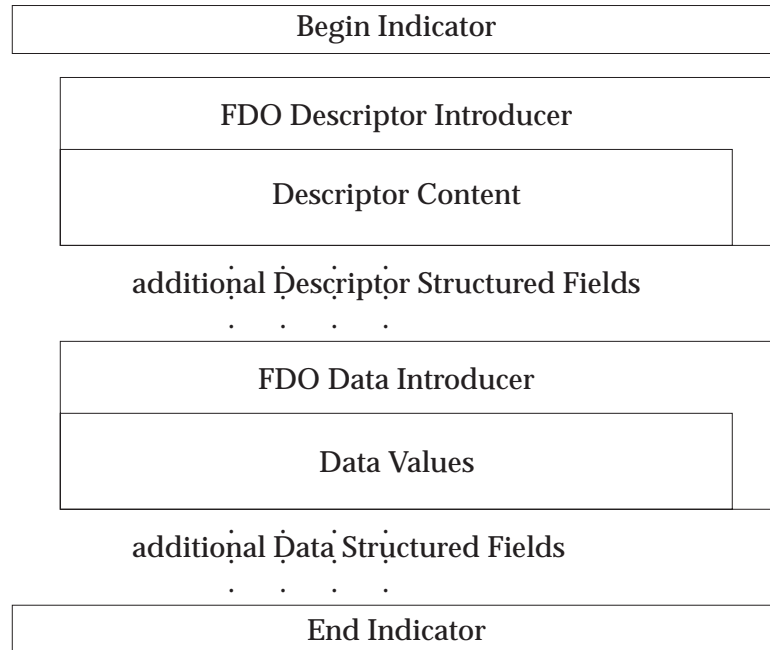 Begin Indicator
FDO Descriptor Introducer
Descriptor Content
additional Descriptor Structured Fields
FDO Data Introducer
Data Values
additional Data Structured Fields
End Indicator